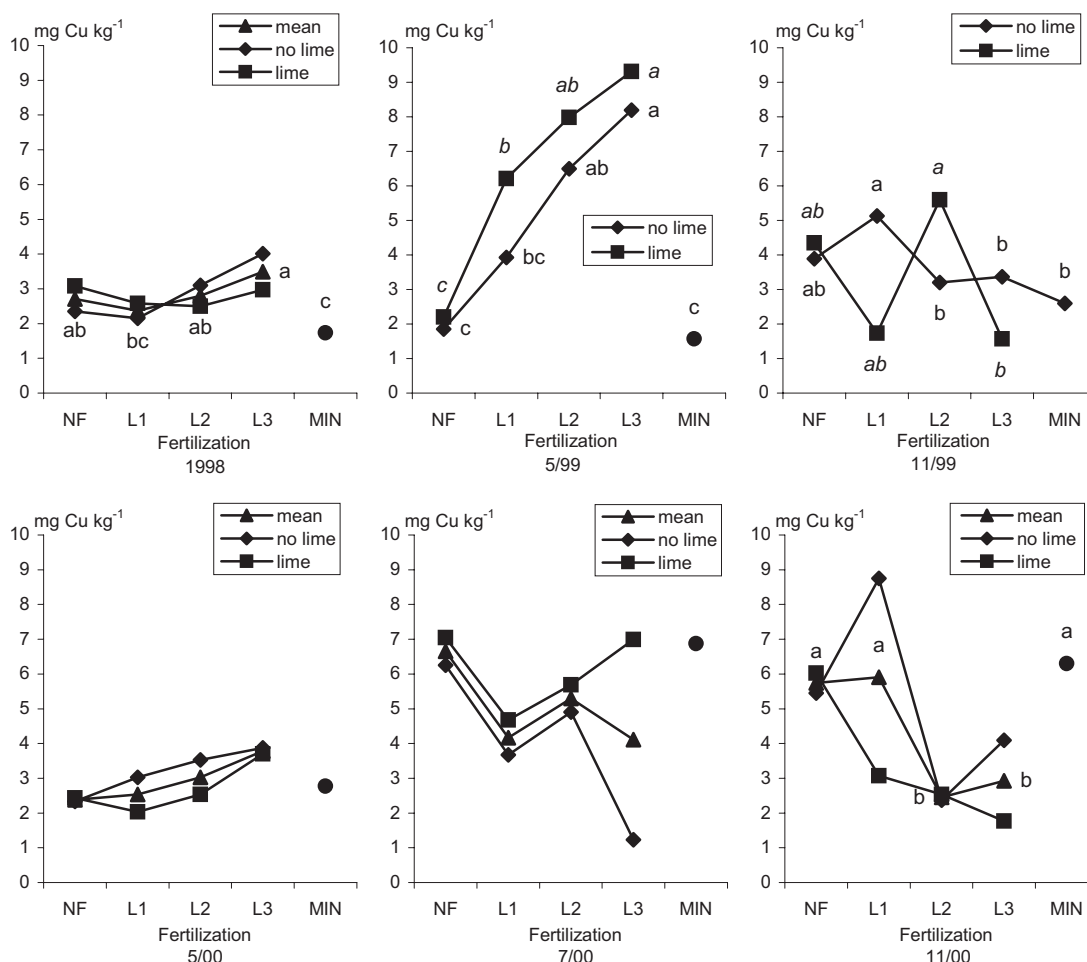 mg Cu kg-1
mean
no lime
lime
10
9
8
7
6
5
4
3
2
1
0
a
c
ab
bc
ab
NF L1 L2 L3 MIN
Fertilization
1998
mg Cu kg-1
10
9
8
7
6
5
4
3
2
1
0
a
ab
a
b
ab
no lime
lime
bc
c
c
c
NF L1 L2 L3 MIN
Fertilization
5/99
mg Cu kg-1
no lime
lime
10
9
8
7
6
5
4
3
2
1
0
a
a
ab
b
b
ab
b
ab
b
NF L1 L2 L3 MIN
Fertilization
11/99
mg Cu kg-1
mean
no lime
lime
10
9
8
7
6
5
4
3
2
1
0
NF L1 L2 L3 MIN
Fertilization
5/00
mg Cu kg-1
mean
no lime
lime
10
9
8
7
6
5
4
3
2
1
0
NF L1 L2 L3 MIN
Fertilization
7/00
mg Cu kg-1
mean
no lime
lime
10
9
8
7
6
5
4
3
2
1
0
a
a
a
b
b
NF L1 L2 L3 MIN
Fertilization
11/00